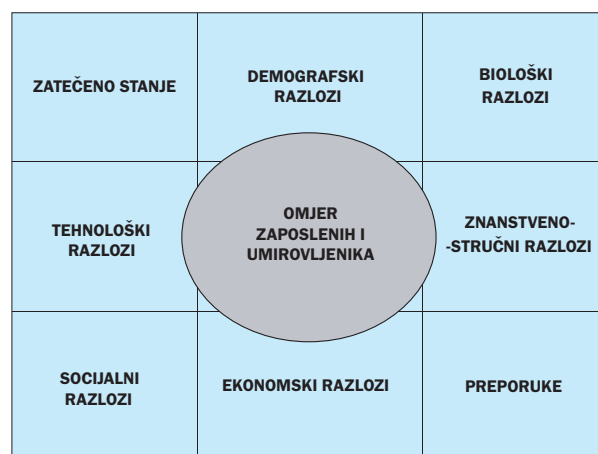 ZATEČENO STANJE
DEMOGRAFSKI
RAZLOZI
BIOLOŠKI
RAZLOZI
TEHNOLOŠKI
RAZLOZI
OMJER
ZAPOSLENIH I
UMIROVLJENIKA
ZNANSTVENO-
-STRUČNI RAZLOZI
SOCIJALNI
RAZLOZI
EKONOMSKI RAZLOZI
PREPORUKE